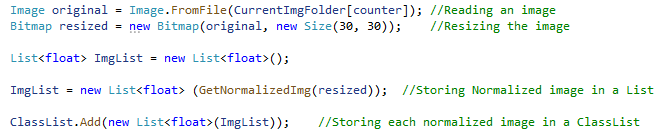 Image original = Image.FromFile(CurrentImgFolder[counter]); //Reading an image
Bitmap resized = new Bitmap(original, new Size(30, 30));    //Resizing the image
List<float> ImgList = new List<float>();
ImgList = new List<float> (GetNormalizedImg(resized));  //Storing Normalized image in a List
ClassList.Add(new List<float>(ImgList));    //Storing each normalized image in a ClassList